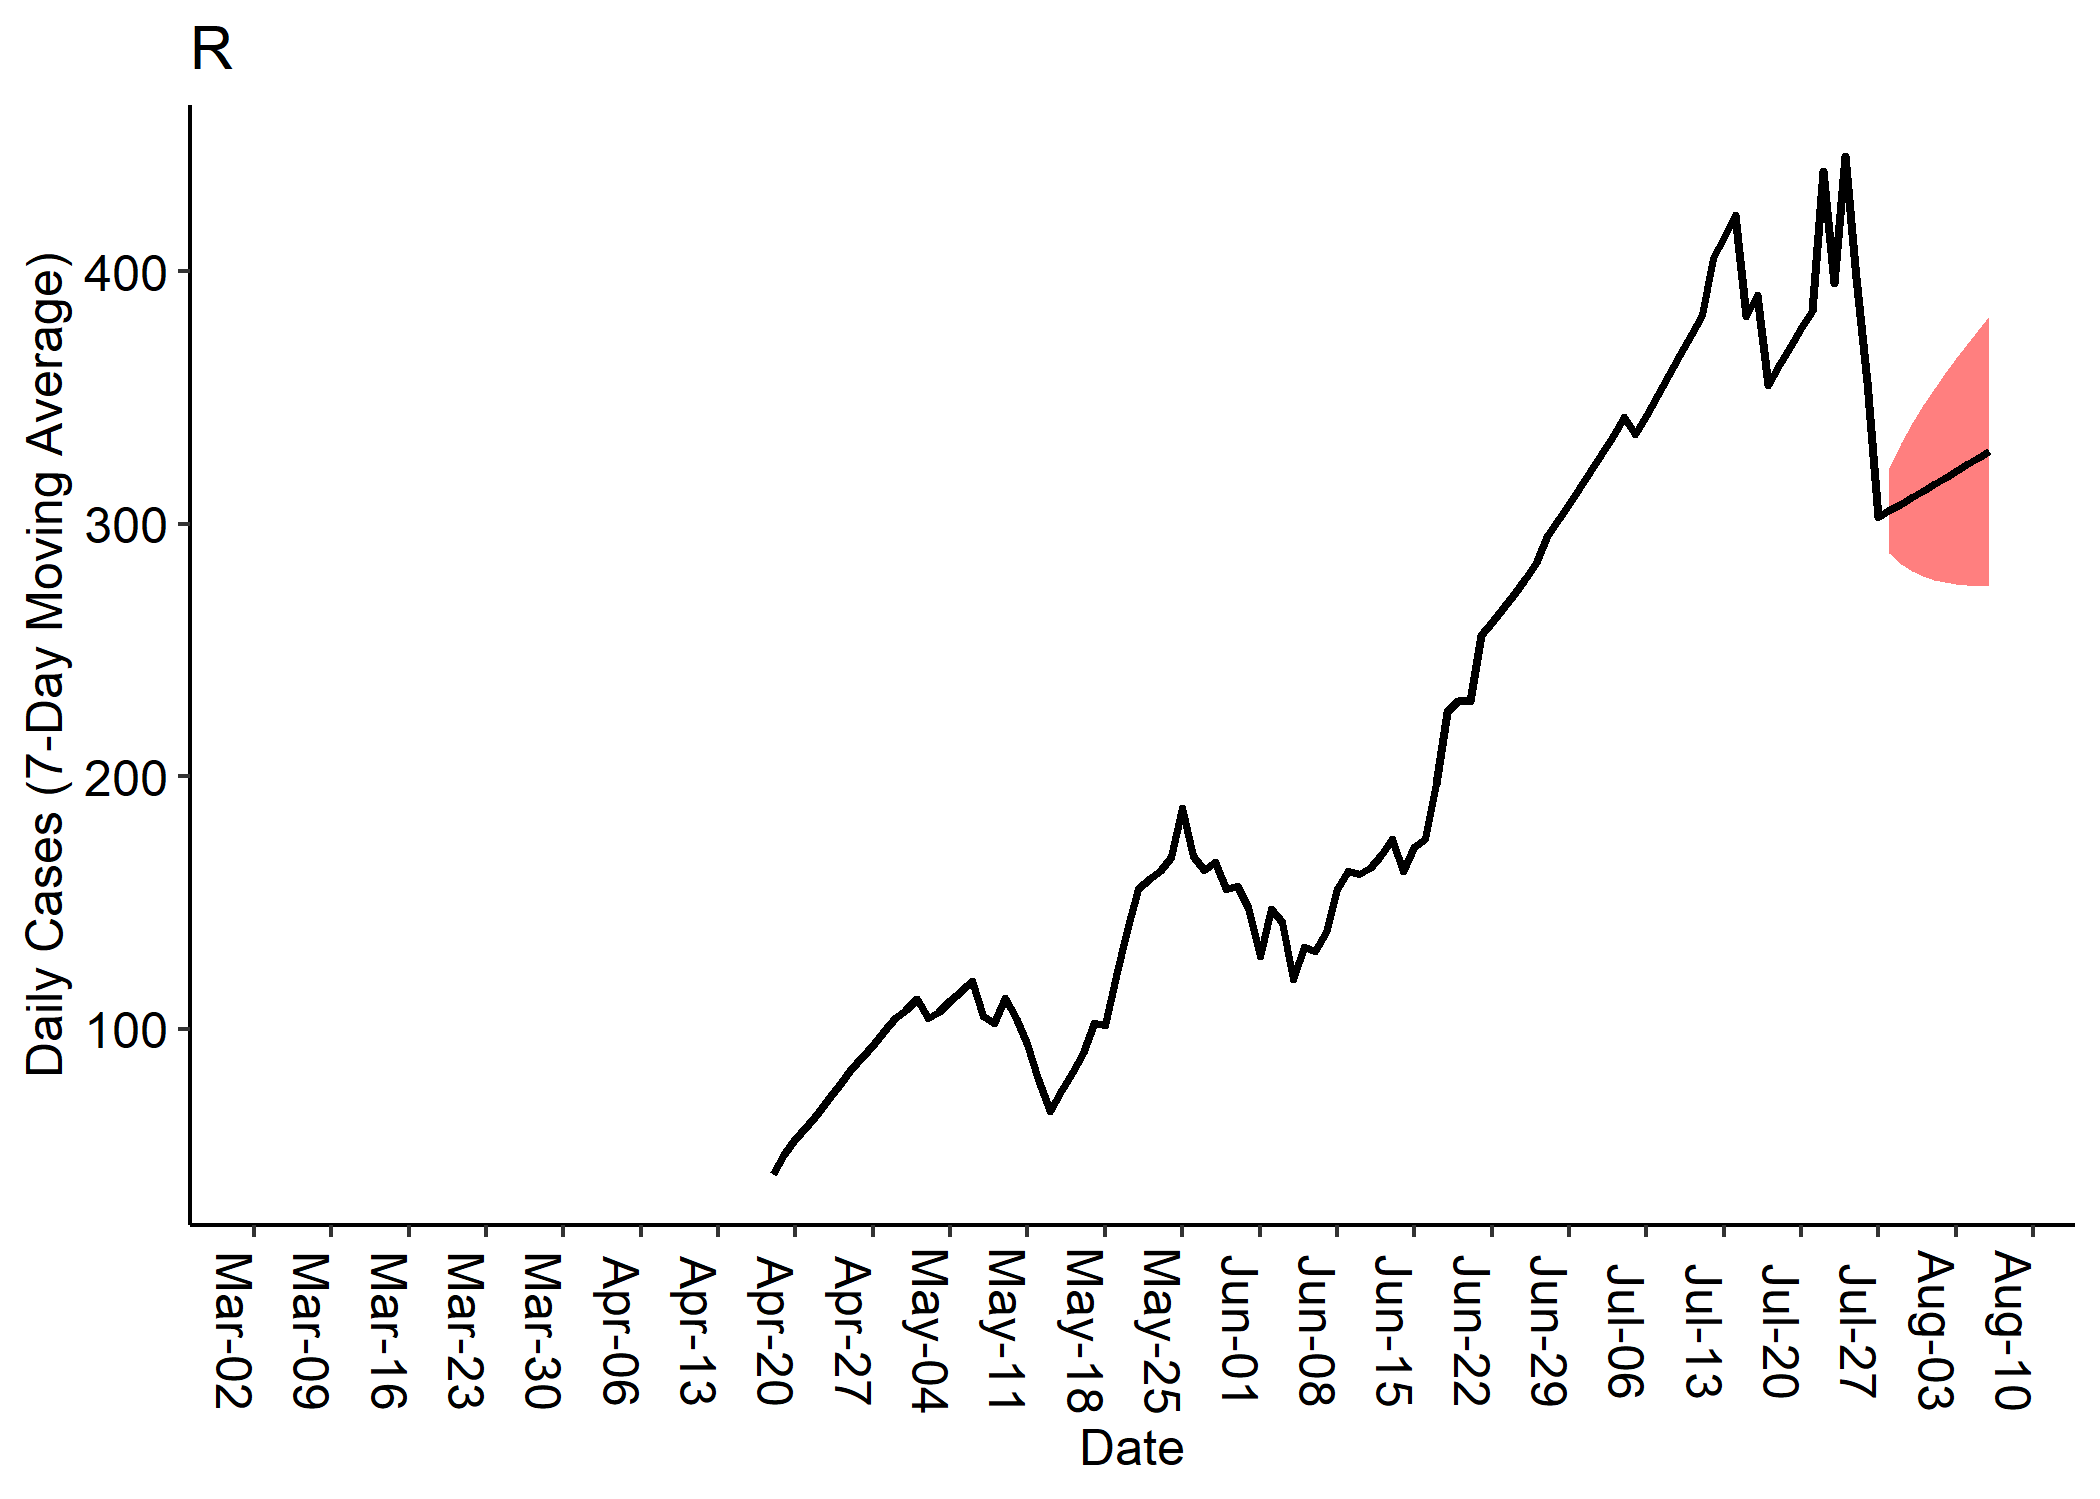 R
Daily Cases (7-Day Moving Average)
400
300
200
100
Mar-02
Mar-09
Mar-16
Mar-23
Mar-30
Apr-06
Apr-13
Apr-20
Apr-27
May-04
May-11
May-18
May-25
Jun-01
Jun-08
Jun-15
Jun-22
Jun-29
Jul-06
Jul-13
Jul-20
Jul-27
Aug-03
Aug-10
Date